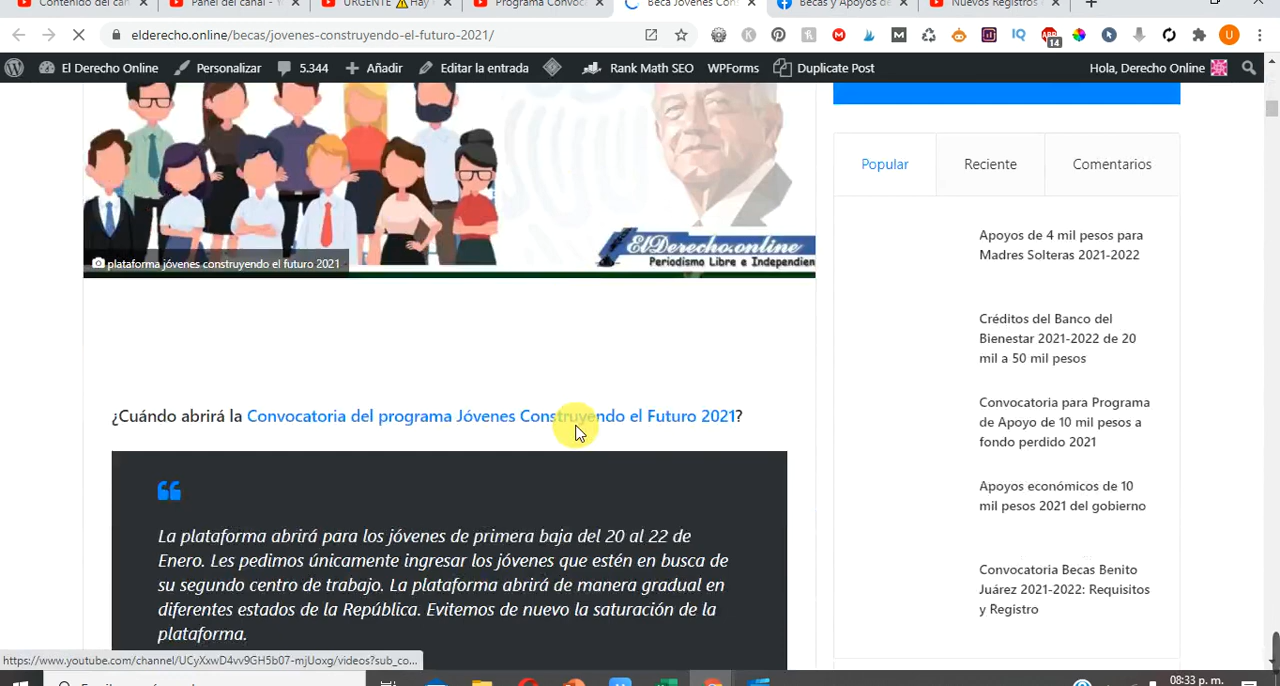 Contenido del can
Panel del canal - Y
URGENTE ⚠Hay
Programa Convoc
Beca Jóvenes Con
Becas y Apoyos de
Nuevos Registros
elderecho.online/becas/jovenes-construyendo-el-futuro-2021/
14
U
El Derecho Online
Personalizar
5.344
Añadir
Editar la entrada
Rank Math SEO
WPForms
Duplicate Post
Hola, Derecho Online
ElDerecho.online
Periodismo Libre e Independien
plataforma jóvenes construyendo el futuro 2021
¿Cuándo abrirá la Convocatoria del programa Jóvenes Construyendo el Futuro 2021?
La plataforma abrirá para los jóvenes de primera baja del 20 al 22 de
Enero. Les pedimos únicamente ingresar los jóvenes que estén en busca de
su segundo centro de trabajo. La plataforma abrirá de manera gradual en
diferentes estados de la República. Evitemos de nuevo la saturación de la
plataforma.
Popular
Reciente
Comentarios
Apoyos de 4 mil pesos para
Madres Solteras 2021-2022
Créditos del Banco del
Bienestar 2021-2022 de 20
mil a 50 mil pesos
Convocatoria para Programa
de Apoyo de 10 mil pesos a
fondo perdido 2021
Apoyos económicos de 10
mil pesos 2021 del gobierno
Convocatoria Becas Benito
Juárez 2021-2022: Requisitos
y Registro
https://www.youtube.com/channel/UCyXxwD4vv9GH5b07-mjUoxg/videos?sub_co...
08:33 p. m.